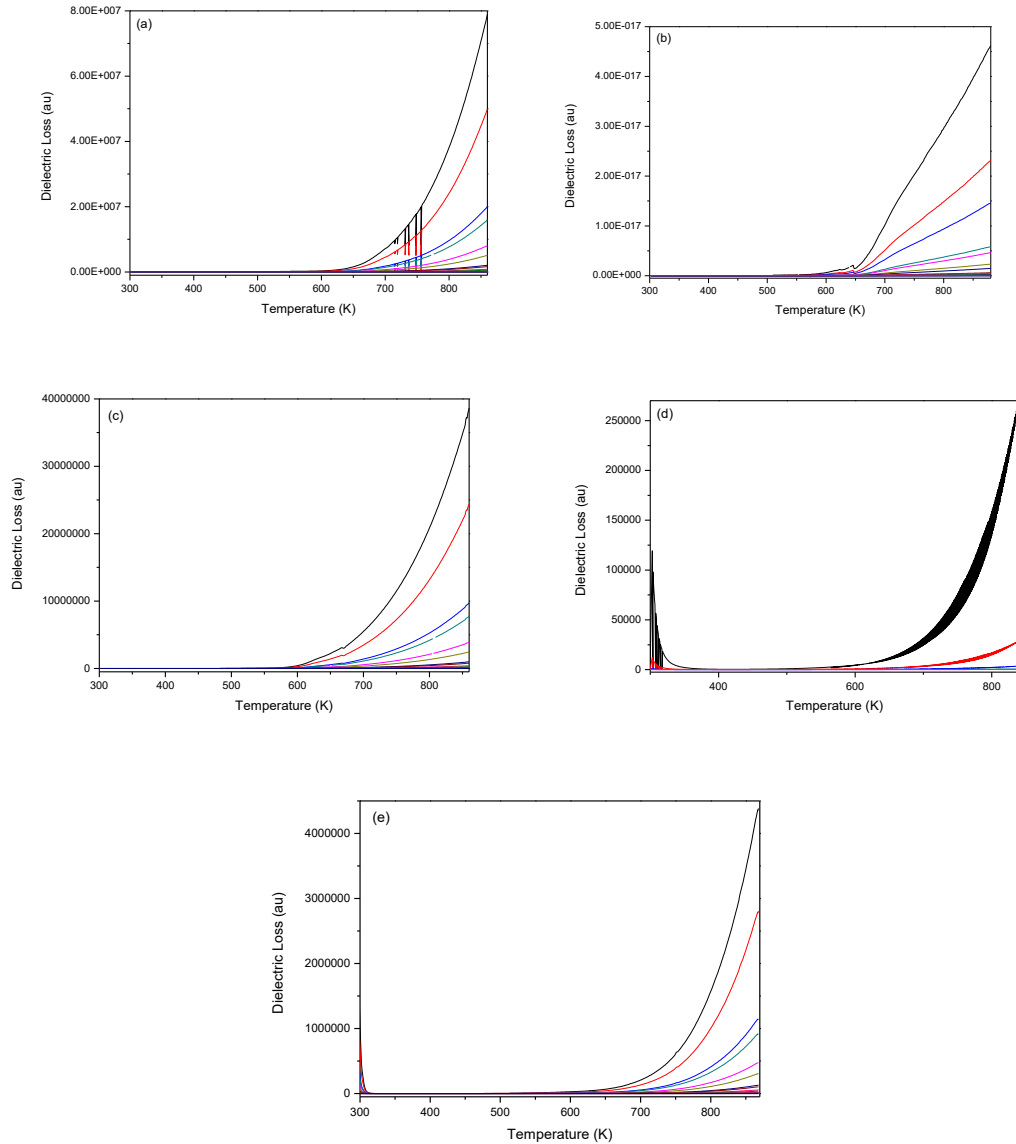 (a)
8.00E+007
6.00E+007
4.00E+007
2.00E+007
0.00E+000
Dielectric Loss (au)
300 400 500 600 700 800
Temperature (K)
(b)
5.00E-017
4.00E-017
3.00E-017
2.00E-017
1.00E-017
0.00E+000
Dielectric Loss (au)
300 400 500 600 700 800
Temperature (K)
(c)
40000000
30000000
20000000
10000000
0
Dielectric Loss (au)
300 400 500 600 700 800
Temperature (K)
(d)
250000
200000
150000
100000
50000
0
Dielectric Loss (au)
400 600 800
Temperature (K)
(e)
4000000
3000000
2000000
1000000
0
Dielectric Loss (au)
300 400 500 600 700 800
Temperature (K)